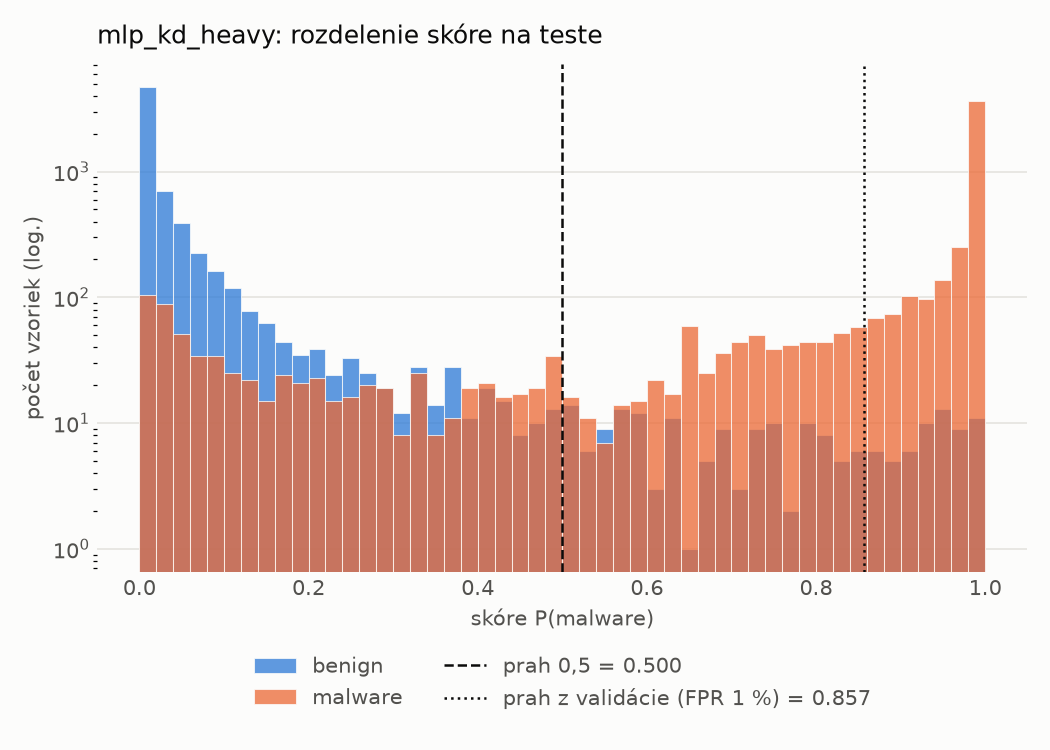 mlp_kd_heavy: rozdelenie skóre na teste
počet vzoriek (log.)
10³
10²
10¹
10⁰
0.0 0.2 0.4 0.6 0.8 1.0
skóre P(malware)
benign
malware
prah 0,5 = 0.500
prah z validácie (FPR 1 %) = 0.857